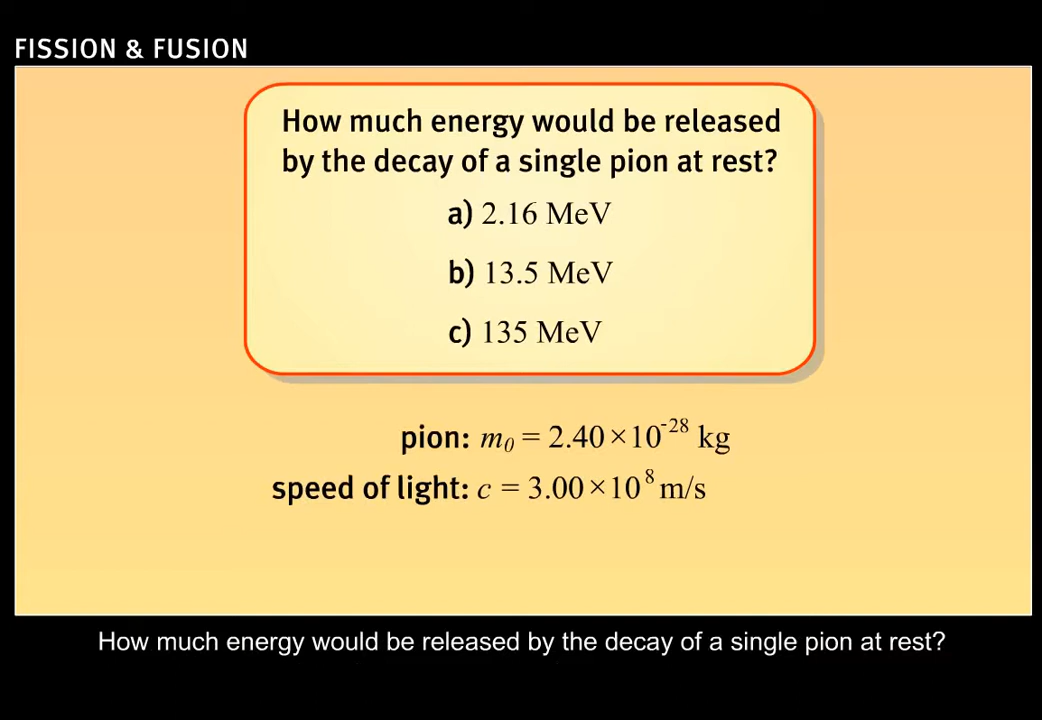 FISSION & FUSION
How much energy would be released
by the decay of a single pion at rest?
a) 2.16 MeV
b) 13.5 MeV
c) 135 MeV
pion: m₀ = 2.40×10⁻²⁸ kg
speed of light: c = 3.00×10⁸ m/s
How much energy would be released by the decay of a single pion at rest?